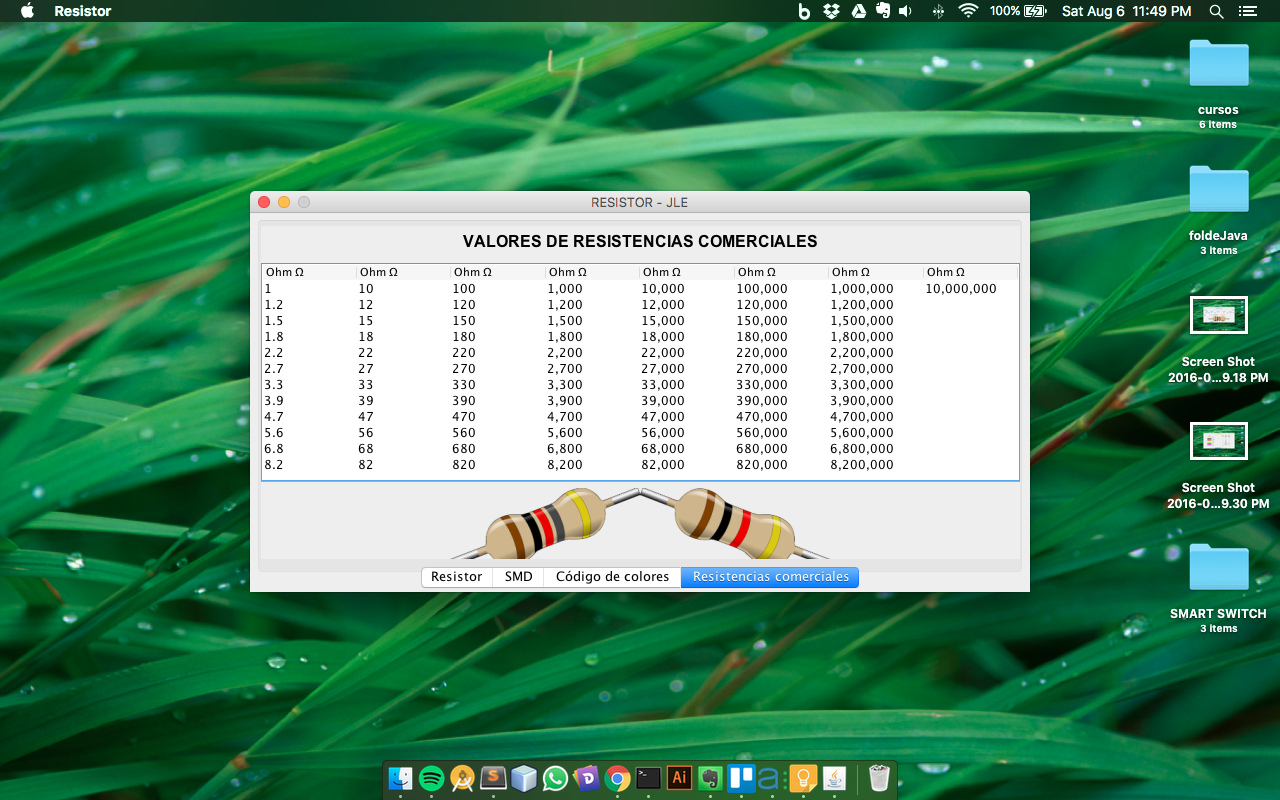 Resistor
100%
Sat Aug 6 11:49 PM
cursos
6 items
foldeJava
3 items
Screen Shot
2016-0...9.18 PM
Screen Shot
2016-0...9.30 PM
SMART SWITCH
3 items
RESISTOR - JLE
VALORES DE RESISTENCIAS COMERCIALES
Ohm Ω Ohm Ω Ohm Ω Ohm Ω Ohm Ω Ohm Ω Ohm Ω Ohm Ω
1 10 100 1,000 10,000 100,000 1,000,000 10,000,000
1.2 12 120 1,200 12,000 120,000 1,200,000
1.5 15 150 1,500 15,000 150,000 1,500,000
1.8 18 180 1,800 18,000 180,000 1,800,000
2.2 22 220 2,200 22,000 220,000 2,200,000
2.7 27 270 2,700 27,000 270,000 2,700,000
3.3 33 330 3,300 33,000 330,000 3,300,000
3.9 39 390 3,900 39,000 390,000 3,900,000
4.7 47 470 4,700 47,000 470,000 4,700,000
5.6 56 560 5,600 56,000 560,000 5,600,000
6.8 68 680 6,800 68,000 680,000 6,800,000
8.2 82 820 8,200 82,000 820,000 8,200,000
Resistor SMD Código de colores Resistencias comerciales
Ai